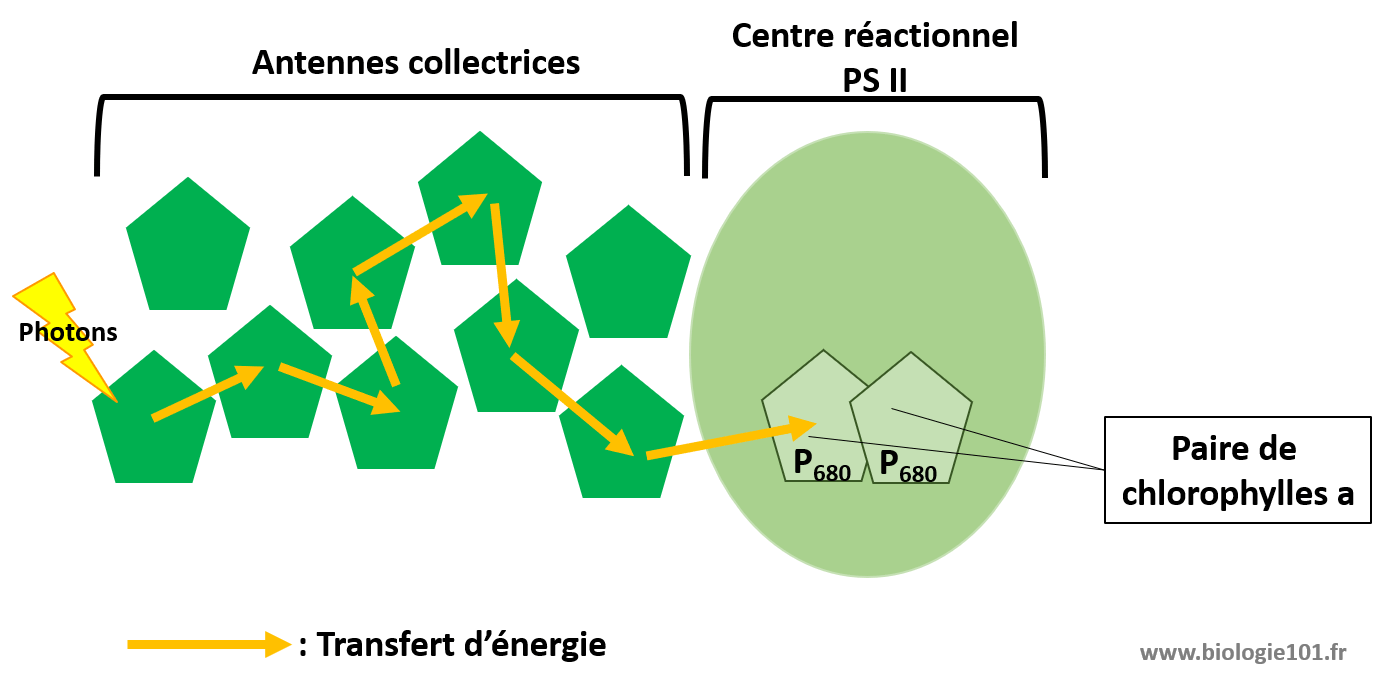 Antennes collectrices
Centre réactionnel
PS II
Photons
P680
P680
Paire de
chlorophylles a
: Transfert d’énergie
www.biologie101.fr